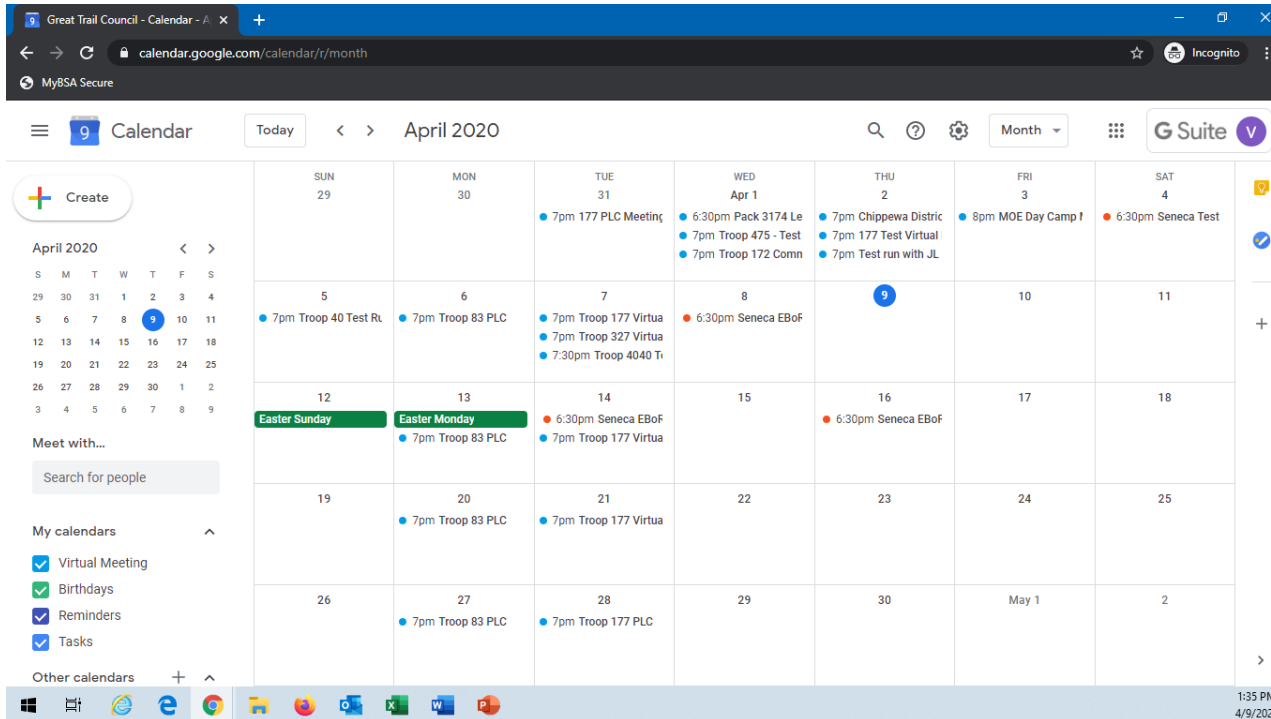 Great Trail Council - Calendar - A
calendar.google.com/calendar/r/month
Incognito
MyBSA Secure
9
Calendar
Today
April 2020
Month
G Suite
V
Create
April 2020
S M T W T F S
29 30 31 1 2 3 4
5 6 7 8 9 10 11
12 13 14 15 16 17 18
19 20 21 22 23 24 25
26 27 28 29 30 1 2
3 4 5 6 7 8 9
Meet with...
Search for people
My calendars
Virtual Meeting
Birthdays
Reminders
Tasks
Other calendars
SUN MON TUE WED THU FRI SAT
29 30 31 Apr 1 2 3 4
7pm 177 PLC Meeting
6:30pm Pack 3174 Le
7pm Troop 475 - Test
7pm Troop 172 Comn
7pm Chippewa Distric
7pm 177 Test Virtual
7pm Test run with JL
8pm MOE Day Camp
6:30pm Seneca Test
5 6 7 8 9 10 11
7pm Troop 40 Test Ru
7pm Troop 83 PLC
7pm Troop 177 Virtua
7pm Troop 327 Virtua
7:30pm Troop 4040 T
6:30pm Seneca EBoR
12 13 14 15 16 17 18
Easter Sunday
Easter Monday
7pm Troop 83 PLC
6:30pm Seneca EBoR
7pm Troop 177 Virtua
6:30pm Seneca EBoR
19 20 21 22 23 24 25
7pm Troop 83 PLC
7pm Troop 177 Virtua
26 27 28 29 30 May 1 2
7pm Troop 83 PLC
7pm Troop 177 PLC
1:35 PM
4/9/202